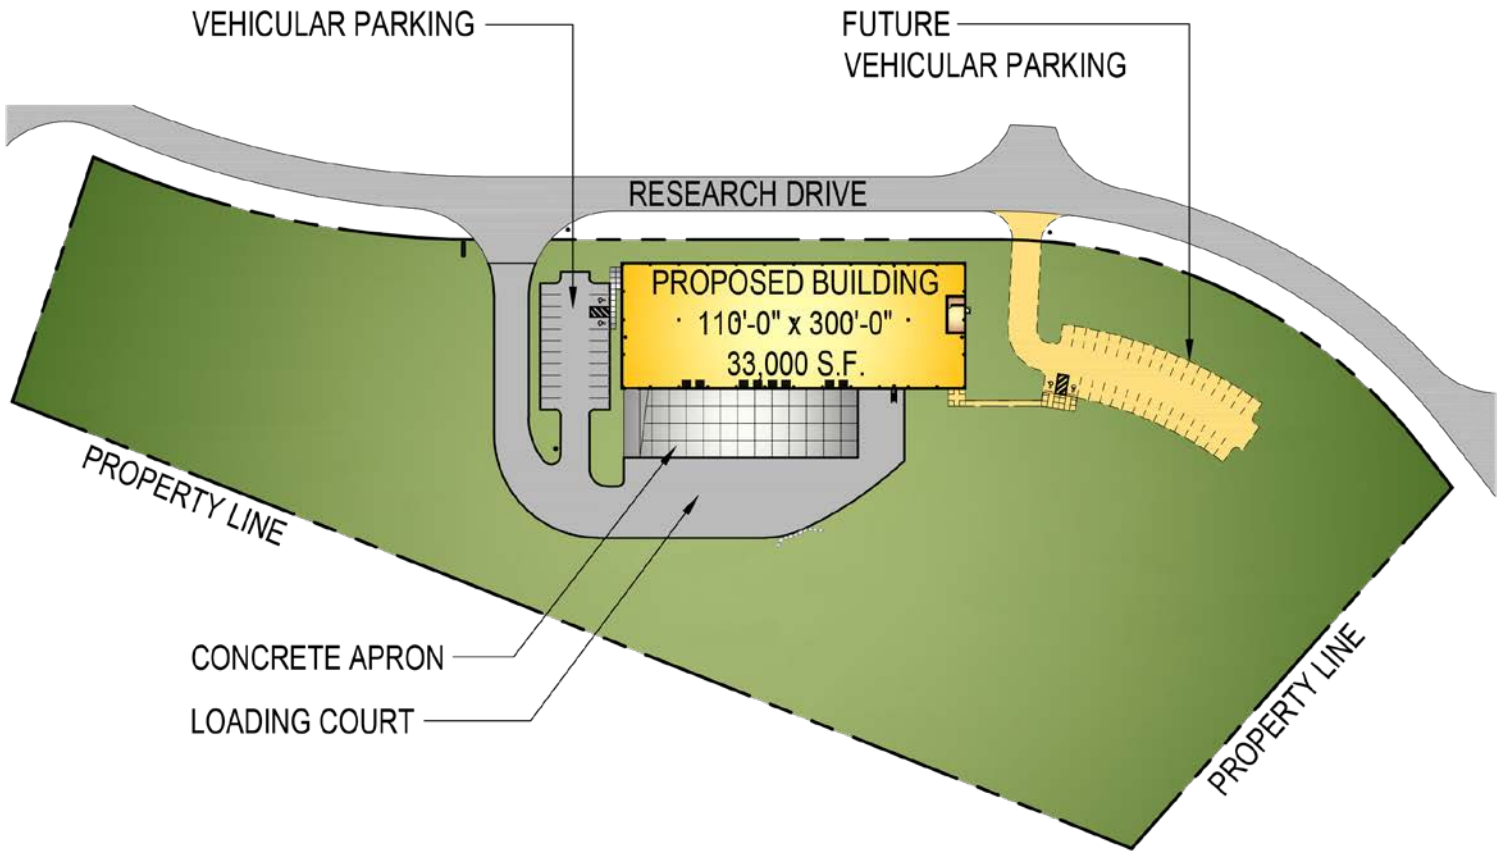 VEHICULAR PARKING
FUTURE
VEHICULAR PARKING
RESEARCH DRIVE
PROPOSED BUILDING
110'-0" x 300'-0"
33,000 S.F.
PROPERTY LINE
CONCRETE APRON
LOADING COURT
PROPERTY LINE